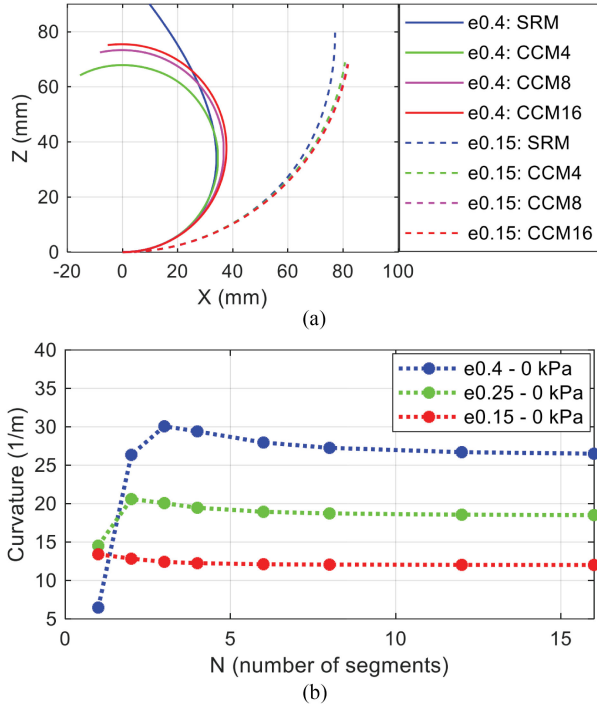 80
60
40
20
0
Z (mm)
-20
0
20
40
60
80
100
X (mm)
e0.4: SRM
e0.4: CCM4
e0.4: CCM8
e0.4: CCM16
e0.15: SRM
e0.15: CCM4
e0.15: CCM8
e0.15: CCM16
(a)
40
35
30
25
20
15
10
5
Curvature (1/m)
e0.4 - 0 kPa
e0.25 - 0 kPa
e0.15 - 0 kPa
0
5
10
15
N (number of segments)
(b)